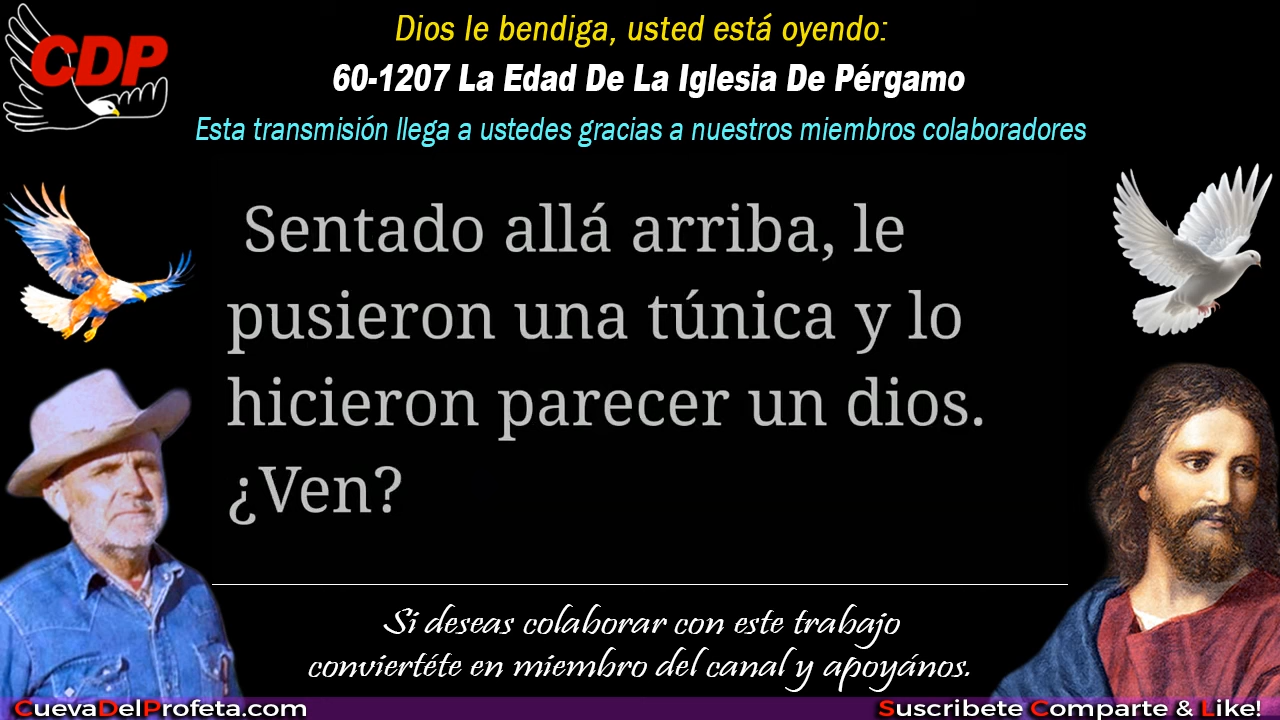 CDP
Dios le bendiga, usted está oyendo:
60-1207 La Edad De La Iglesia De Pérgamo
Esta transmisión llega a ustedes gracias a nuestros miembros colaboradores
Sentado allá arriba, le
pusieron una túnica y lo
hicieron parecer un dios.
¿Ven?
Si deseas colaborar con este trabajo
conviertéte en miembro del canal y apoyános.
CuevaDelProfeta.com
Suscribete Comparte & Like!